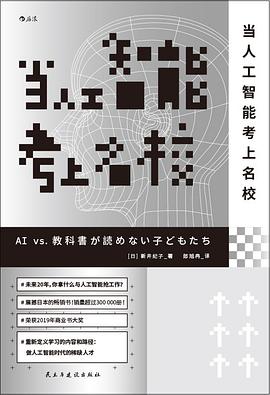 后浪
当人工智能考上名校
当人工智能
考上名校
AI vs. 教科書が読めない子どもたち
[日] 新井纪子_著 郎旭冉_译
#未来20年,你拿什么与人工智能抢工作?
#震撼日本的畅销书!销量超过300 000册!
#荣获2019年商业书大奖
#重新定义学习的内容和路径:
做人工智能时代的稀缺人才
民主与建设出版社